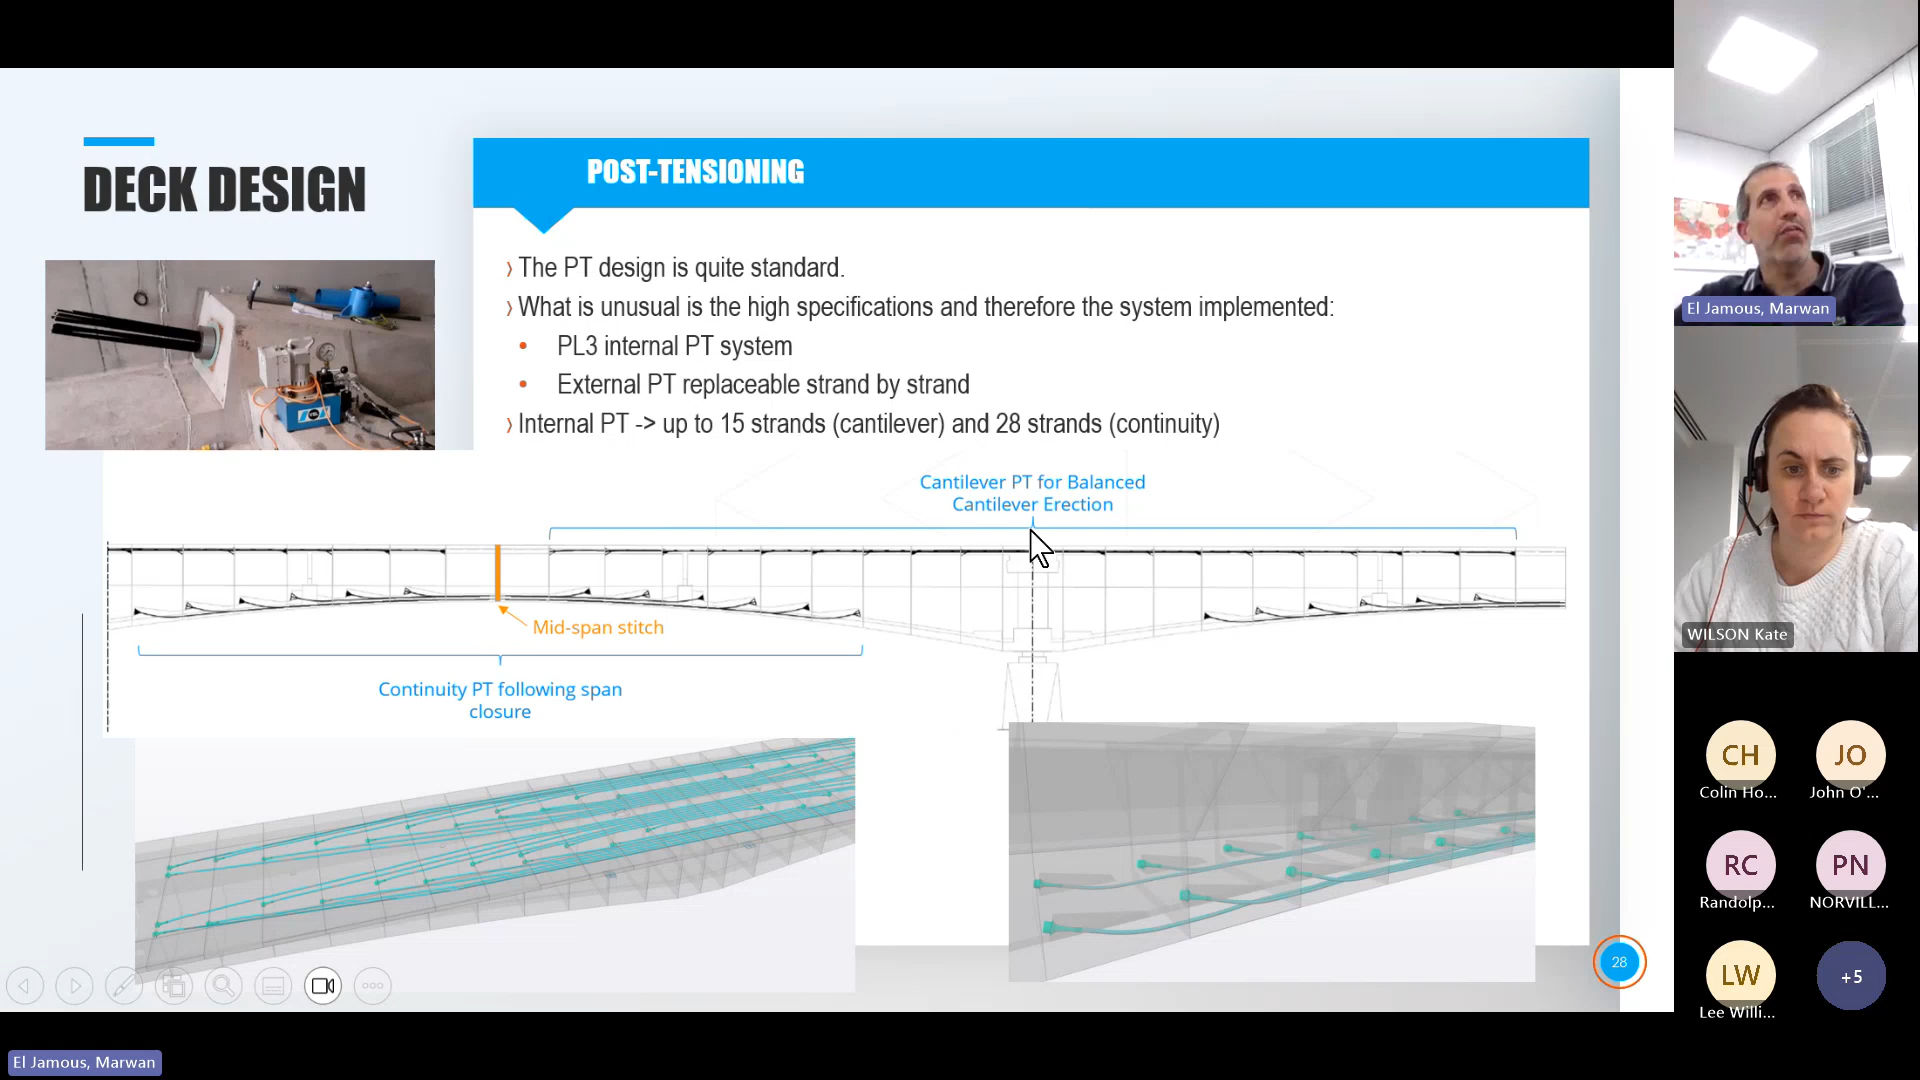 DECK DESIGN
POST-TENSIONING
› The PT design is quite standard.
› What is unusual is the high specifications and therefore the system implemented:
• PL3 internal PT system
• External PT replaceable strand by strand
› Internal PT -> up to 15 strands (cantilever) and 28 strands (continuity)
Cantilever PT for Balanced
Cantilever Erection
Mid-span stitch
Continuity PT following span
closure
28
El Jamous, Marwan
WILSON Kate
CH
JO
Colin Ho...
John O'...
RC
PN
Randolp...
NORVILL...
LW
+5
Lee Willi...
El Jamous, Marwan